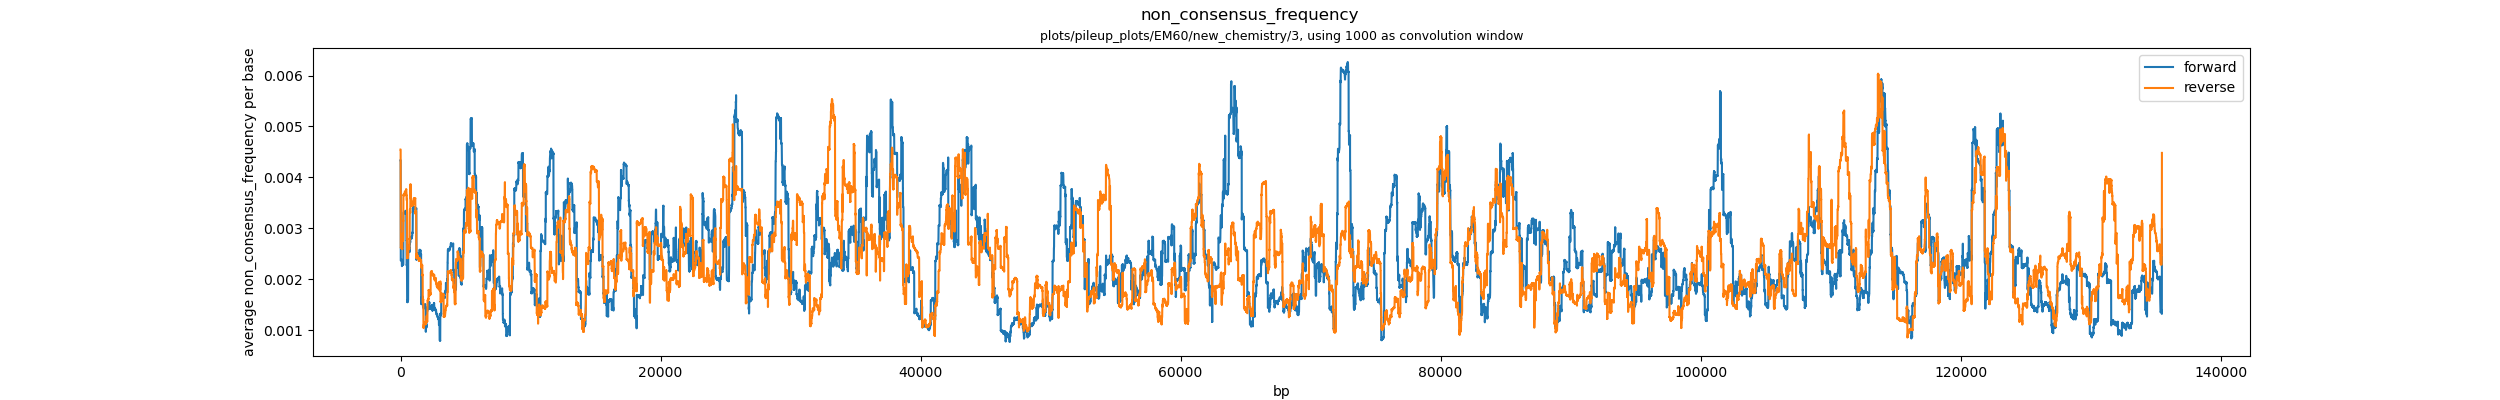 non_consensus_frequency
plots/pileup_plots/EM60/new_chemistry/3, using 1000 as convolution window
average non_consensus_frequency per base
0.006
0.005
0.004
0.003
0.002
0.001
forward
reverse
0 20000 40000 60000 80000 100000 120000 140000
bp